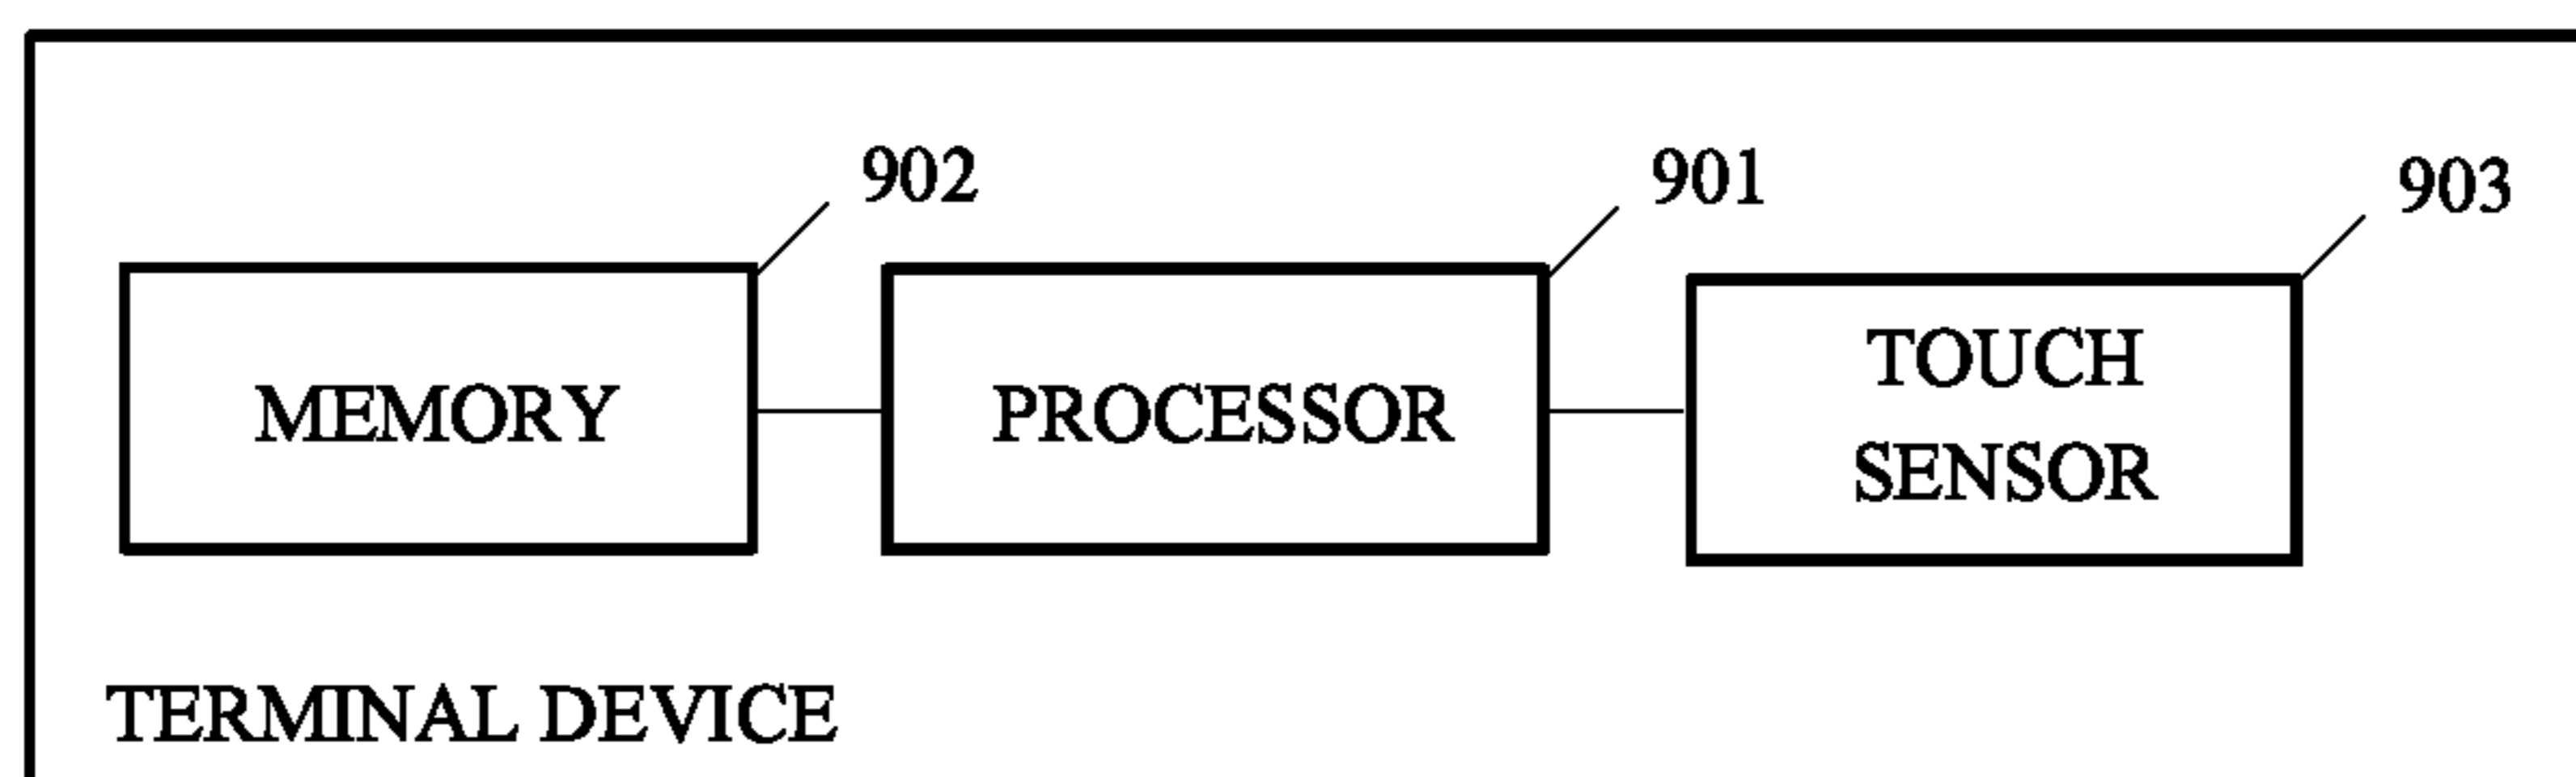 902
901
903
MEMORY
PROCESSOR
TOUCH
SENSOR
TERMINAL DEVICE